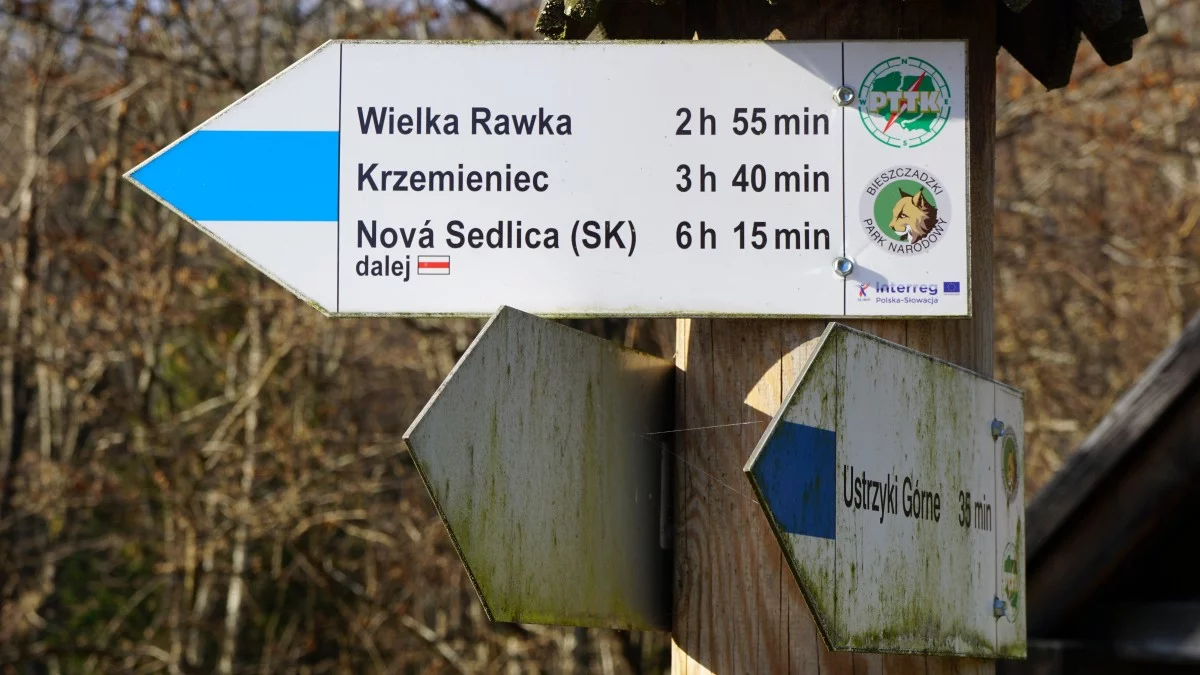 Wielka Rawka 2 h 55 min
Krzemieniec 3 h 40 min
Nová Sedlica (SK) 6 h 15 min
dalej
N
W E
PTTK
S
BIESZCZADZKI
PARK NARODOWY
Interreg
Polska-Słowacja
Ustrzyki Górne 35 min